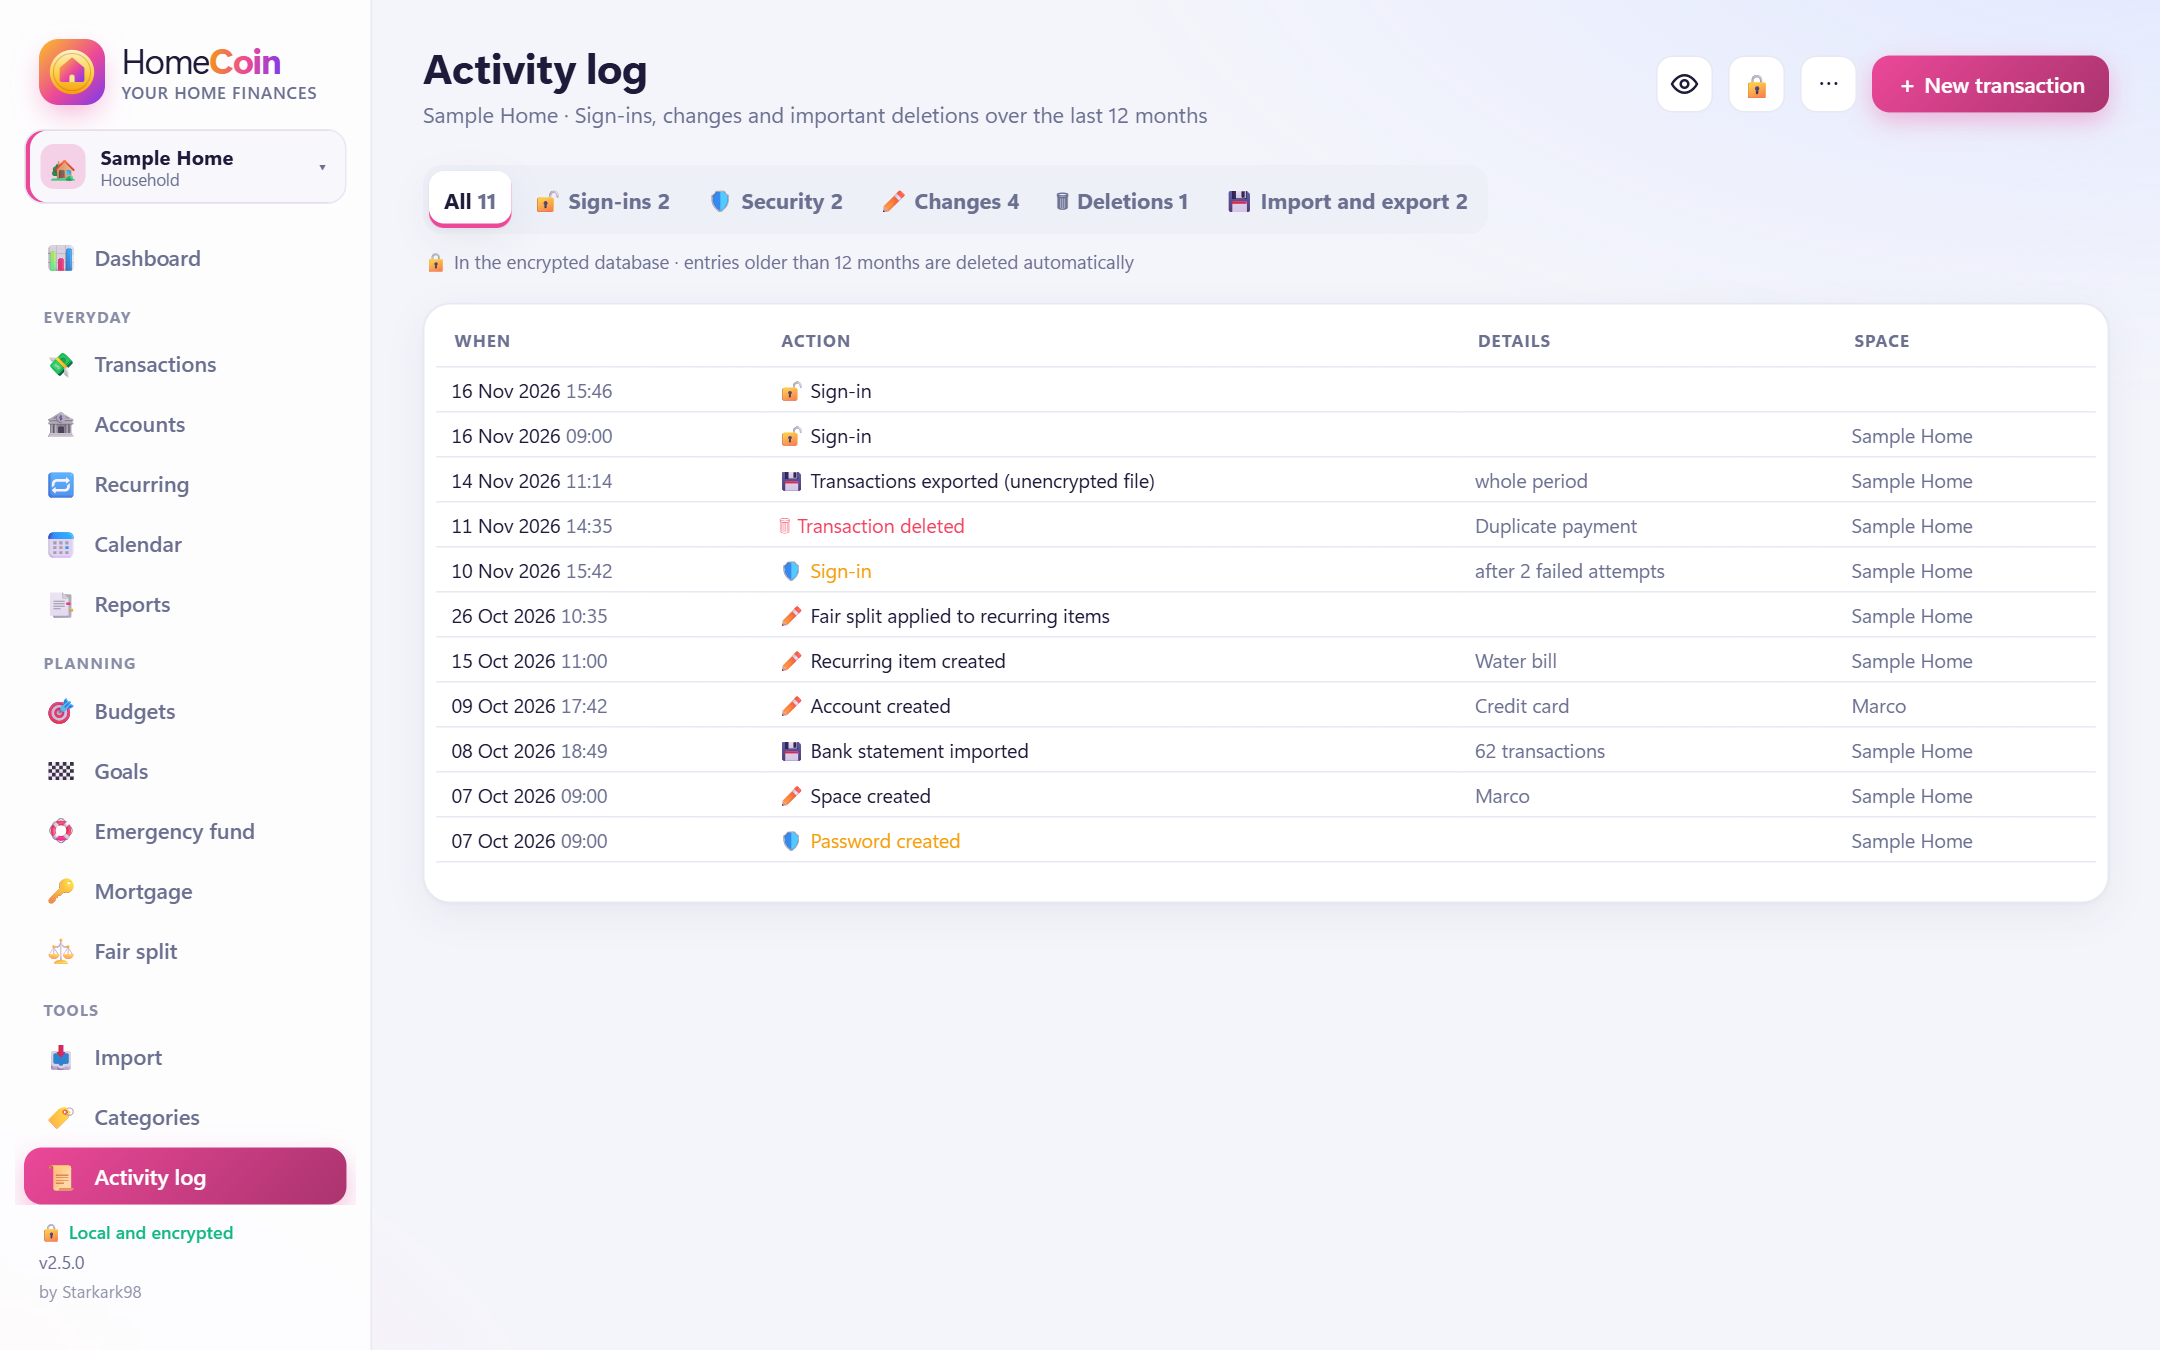 HomeCoin
YOUR HOME FINANCES
Sample Home
Household
Dashboard
EVERYDAY
Transactions
Accounts
Recurring
Calendar
Reports
PLANNING
Budgets
Goals
Emergency fund
Mortgage
Fair split
TOOLS
Import
Categories
Activity log
Local and encrypted
v2.5.0
by Starkark98
Activity log
Sample Home · Sign-ins, changes and important deletions over the last 12 months
+ New transaction
All 11 Sign-ins 2 Security 2 Changes 4 Deletions 1 Import and export 2
In the encrypted database · entries older than 12 months are deleted automatically
WHEN ACTION DETAILS SPACE
16 Nov 2026 15:46 Sign-in
16 Nov 2026 09:00 Sign-in Sample Home
14 Nov 2026 11:14 Transactions exported (unencrypted file) whole period Sample Home
11 Nov 2026 14:35 Transaction deleted Duplicate payment Sample Home
10 Nov 2026 15:42 Sign-in after 2 failed attempts Sample Home
26 Oct 2026 10:35 Fair split applied to recurring items Sample Home
15 Oct 2026 11:00 Recurring item created Water bill Sample Home
09 Oct 2026 17:42 Account created Credit card Marco
08 Oct 2026 18:49 Bank statement imported 62 transactions Sample Home
07 Oct 2026 09:00 Space created Marco Sample Home
07 Oct 2026 09:00 Password created Sample Home